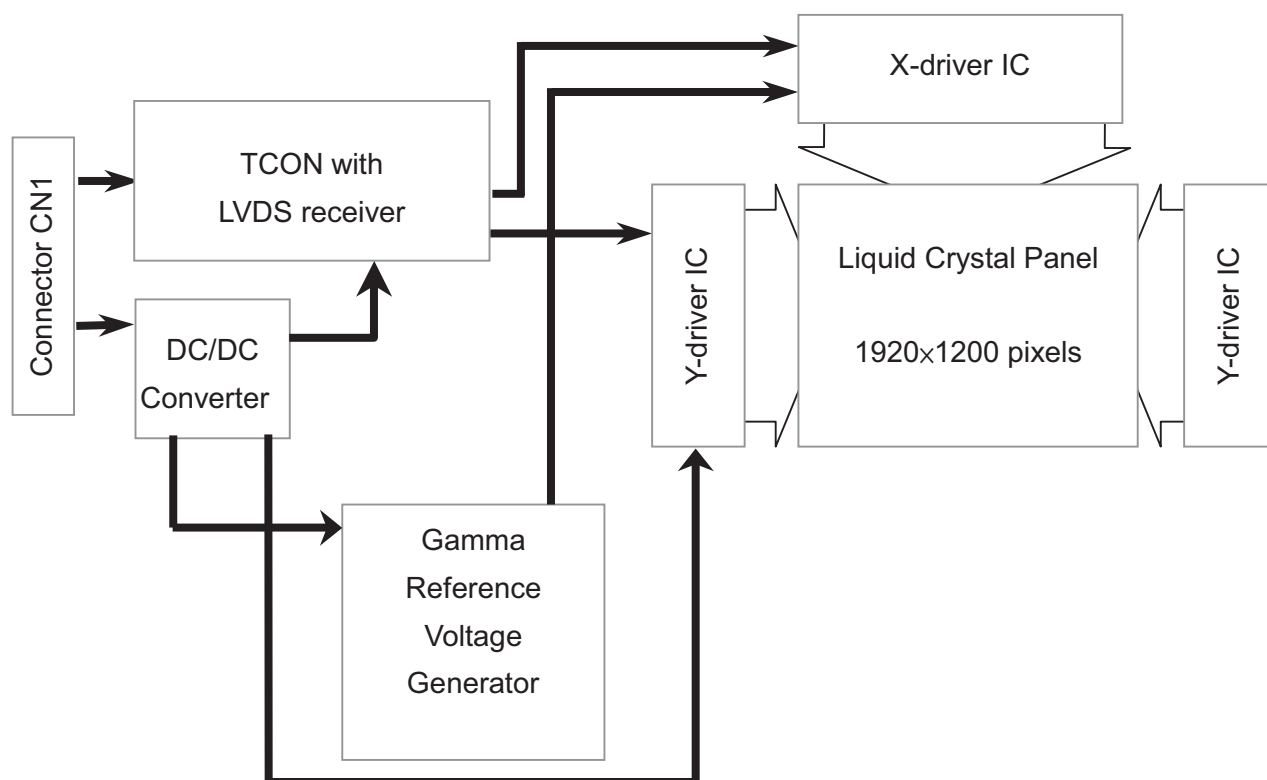 X-driver IC
Connector CN1
TCON with
LVDS receiver
Y-driver IC
Liquid Crystal Panel
1920×1200 pixels
Y-driver IC
DC/DC
Converter
Gamma
Reference
Voltage
Generator